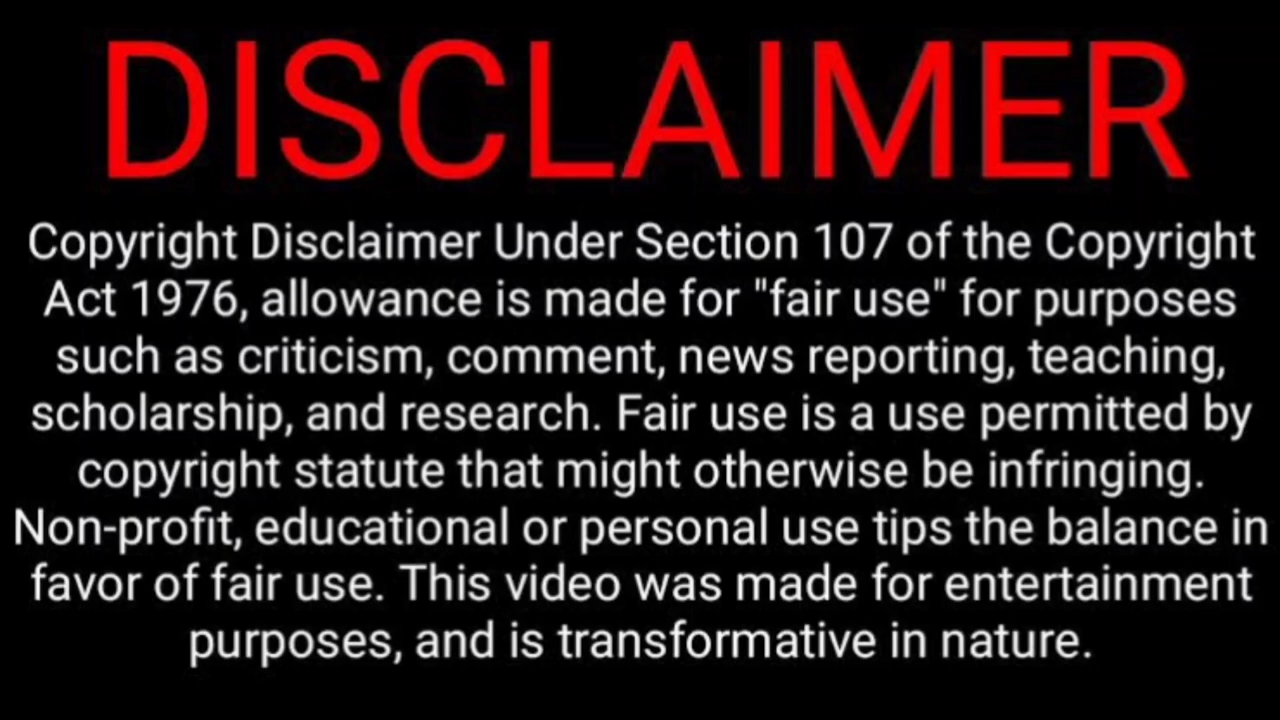 DISCLAIMER
Copyright Disclaimer Under Section 107 of the Copyright
Act 1976, allowance is made for "fair use" for purposes
such as criticism, comment, news reporting, teaching,
scholarship, and research. Fair use is a use permitted by
copyright statute that might otherwise be infringing.
Non-profit, educational or personal use tips the balance in
favor of fair use. This video was made for entertainment
purposes, and is transformative in nature.